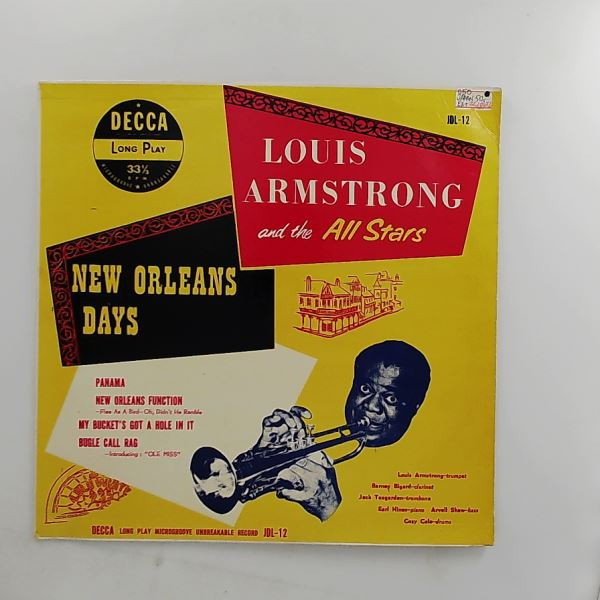 DECCA
LONG PLAY
33⅓
RPM
MICROGROOVE UNBREAKABLE
JDL-12
LOUIS
ARMSTRONG
and the All Stars
NEW ORLEANS
DAYS
PANAMA
NEW ORLEANS FUNCTION
—Flee As A Bird—Oh, Didn't He Ramble
MY BUCKET'S GOT A HOLE IN IT
BUGLE CALL RAG
—Introducing: "OLE MISS"
Louis Armstrong-trumpet
Barney Bigard-clarinet
Jack Teagarden-trombone
Earl Hines-piano Arvell Shaw-bass
Cozy Cole-drums
DECCA LONG PLAY MICROGROOVE UNBREAKABLE RECORD JDL-12